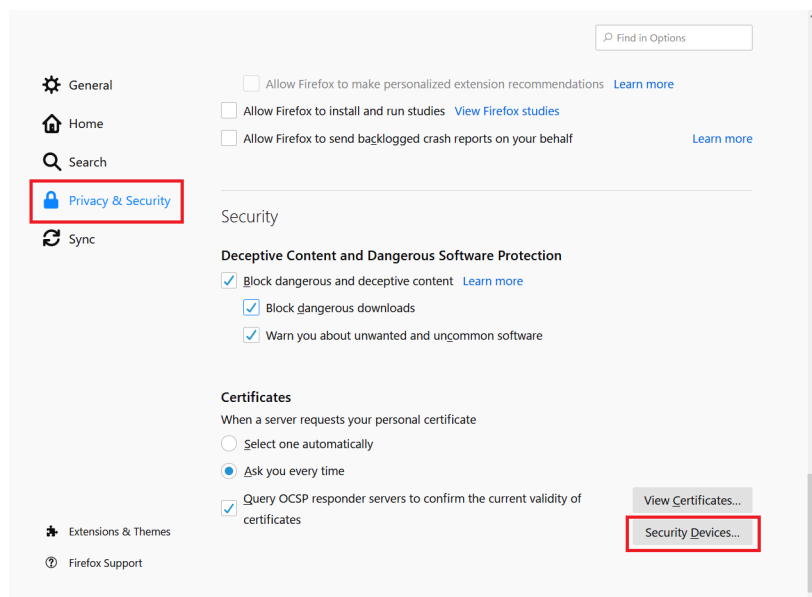 Find in Options
General
Home
Search
Privacy & Security
Sync
Allow Firefox to make personalized extension recommendations Learn more
Allow Firefox to install and run studies View Firefox studies
Allow Firefox to send backlogged crash reports on your behalf Learn more
Security
Deceptive Content and Dangerous Software Protection
Block dangerous and deceptive content Learn more
Block dangerous downloads
Warn you about unwanted and uncommon software
Certificates
When a server requests your personal certificate
Select one automatically
Ask you every time
Query OCSP responder servers to confirm the current validity of
certificates
View Certificates...
Security Devices...
Extensions & Themes
Firefox Support